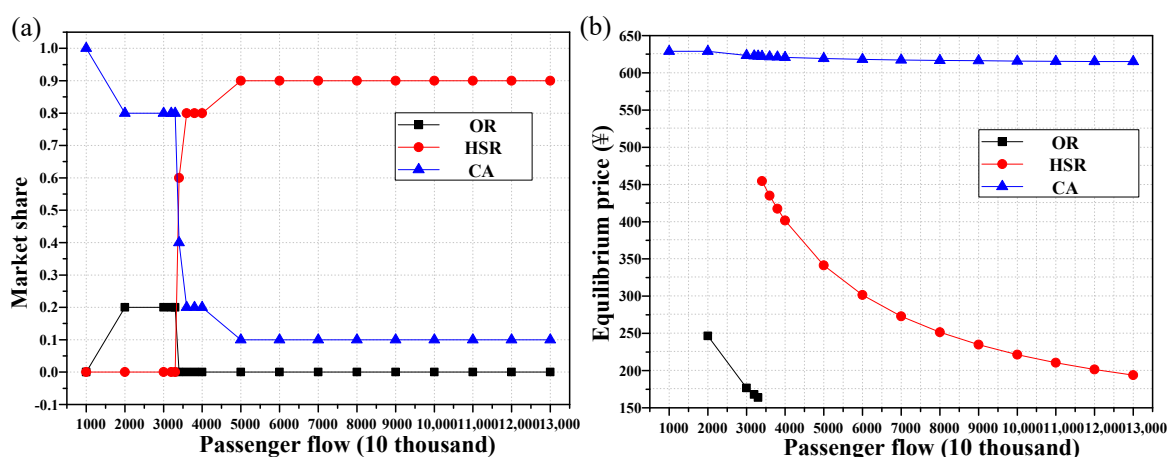 (a)
1.0
0.9
0.8
0.7
0.6
0.5
0.4
0.3
0.2
0.1
0.0
-0.1
Market share
OR
HSR
CA
1000 2000 3000 4000 5000 6000 7000 8000 9000 10,000 11,000 12,000 13,000
Passenger flow (10 thousand)
(b)
650
600
550
500
450
400
350
300
250
200
150
Equilibrium price (¥)
OR
HSR
CA
1000 2000 3000 4000 5000 6000 7000 8000 9000 10,000 11,000 12,000 13,000
Passenger flow (10 thousand)